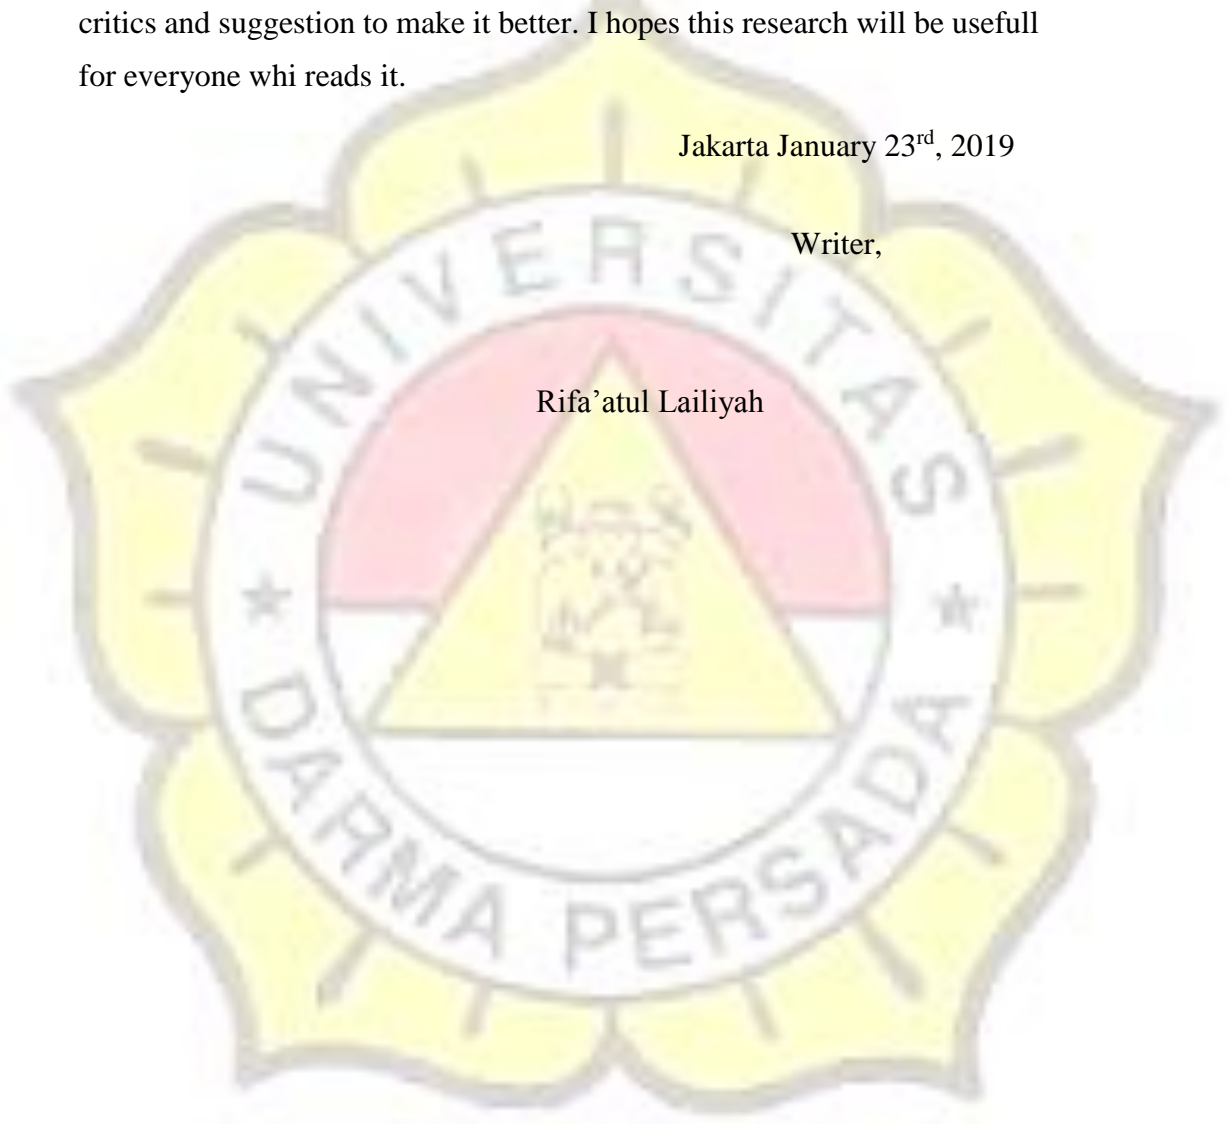 critics and suggestion to make it better. I hopes this research will be usefull
for everyone whi reads it.
Jakarta January 23rd, 2019
Writer,
Rifa’atul Lailiyah
UNIVERSITAS
DARMA PERSADA